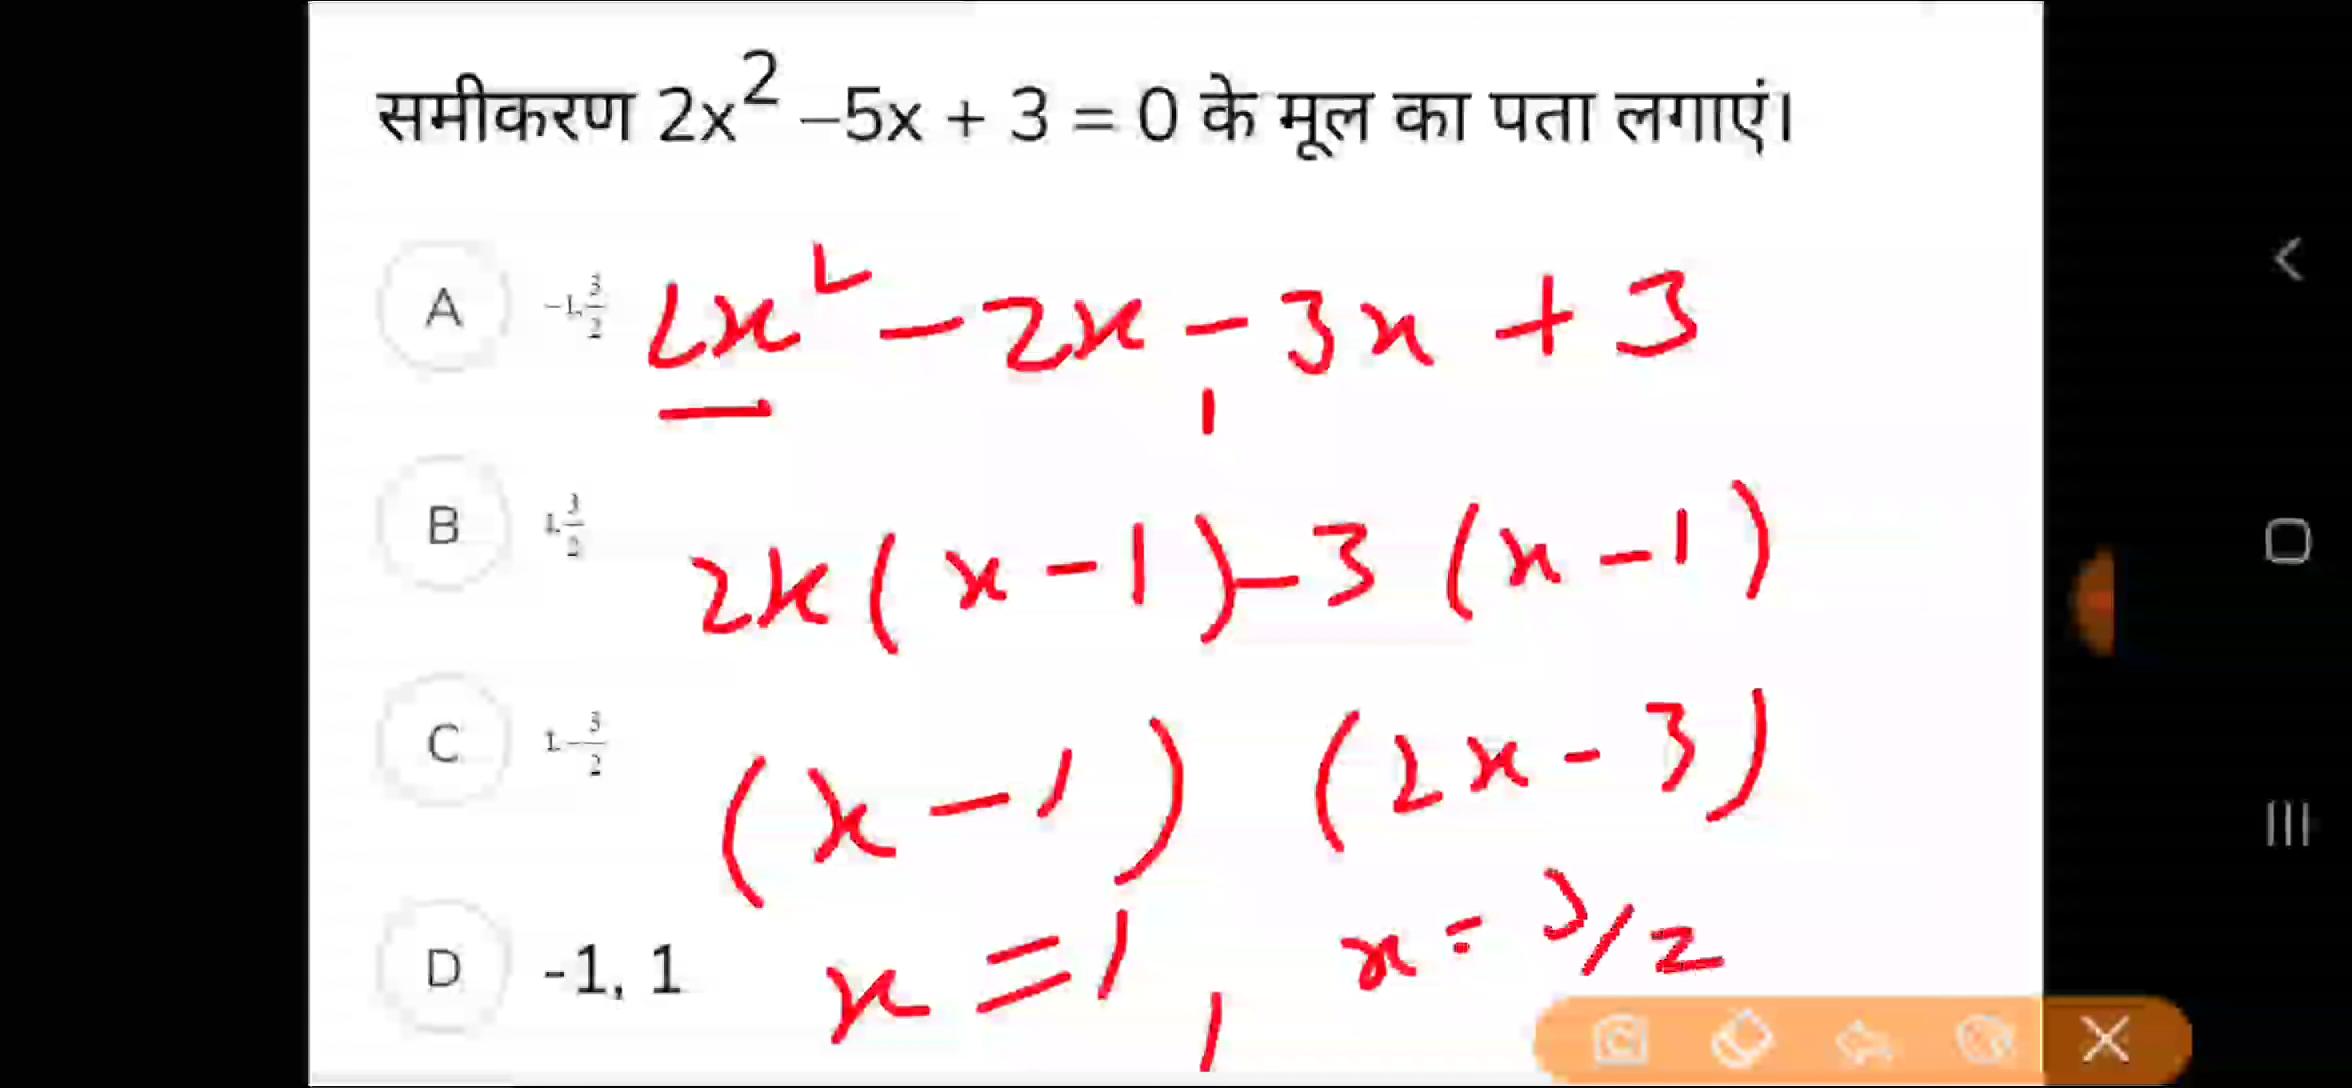 समीकरण 2x² –5x + 3 = 0 के मूल का पता लगाएं।
A -1, 3/2
2x² - 2x - 3x + 3
B 1, 3/2
2x(x-1)-3(x-1)
C 1, -3/2
(x-1) (2x-3)
D -1, 1
x=1, x=3/2